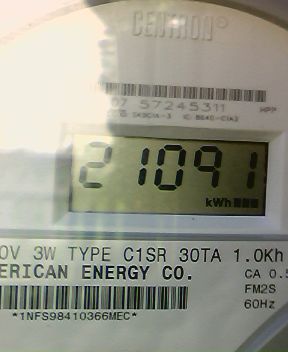 CENTRON®
07 57245311 HPP
21091
kWh
0V 3W TYPE C1SR 30TA 1.0Kh
ERICAN ENERGY CO. CA 0.5
FM2S
60Hz
*1NFS98410366MEC*